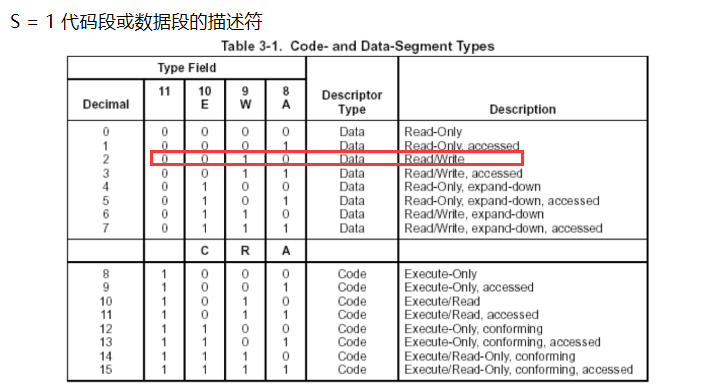 S = 1 代码段或数据段的描述符
Table 3-1. Code- and Data-Segment Types
Type Field Descriptor Type Description
Decimal 11 10 E 9 W 8 A
0 0 0 0 0 Data Read-Only
1 0 0 0 1 Data Read-Only, accessed
2 0 0 1 0 Data Read/Write
3 0 0 1 1 Data Read/Write, accessed
4 0 1 0 0 Data Read-Only, expand-down
5 0 1 0 1 Data Read-Only, expand-down, accessed
6 0 1 1 0 Data Read/Write, expand-down
7 0 1 1 1 Data Read/Write, expand-down, accessed
C R A
8 1 0 0 0 Code Execute-Only
9 1 0 0 1 Code Execute-Only, accessed
10 1 0 1 0 Code Execute/Read
11 1 0 1 1 Code Execute/Read, accessed
12 1 1 0 0 Code Execute-Only, conforming
13 1 1 0 1 Code Execute-Only, conforming, accessed
14 1 1 1 0 Code Execute/Read-Only, conforming
15 1 1 1 1 Code Execute/Read-Only, conforming, accessed